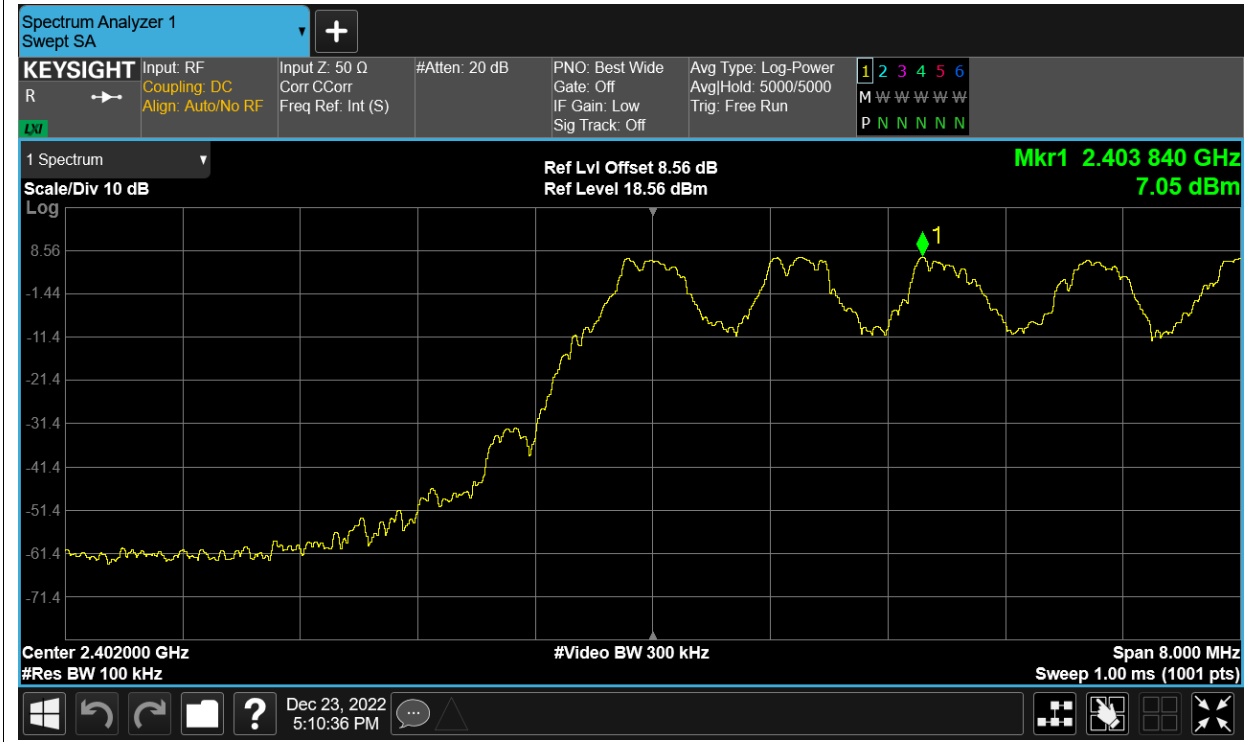 Spectrum Analyzer 1
Swept SA
KEYSIGHT
R
LXI
Input: RF
Coupling: DC
Align: Auto/No RF
Input Z: 50 Ω
Corr CCorr
Freq Ref: Int (S)
#Atten: 20 dB
PNO: Best Wide
Gate: Off
IF Gain: Low
Sig Track: Off
Avg Type: Log-Power
Avg|Hold: 5000/5000
Trig: Free Run
1 2 3 4 5 6
M W W W W W W
P N N N N N N
1 Spectrum
Scale/Div 10 dB
Log
Ref Lvl Offset 8.56 dB
Ref Level 18.56 dBm
Mkr1 2.403 840 GHz
7.05 dBm
1
8.56
-1.44
-11.4
-21.4
-31.4
-41.4
-51.4
-61.4
-71.4
Center 2.402000 GHz
#Video BW 300 kHz
Span 8.000 MHz
#Res BW 100 kHz
Sweep 1.00 ms (1001 pts)
?
Dec 23, 2022
5:10:36 PM